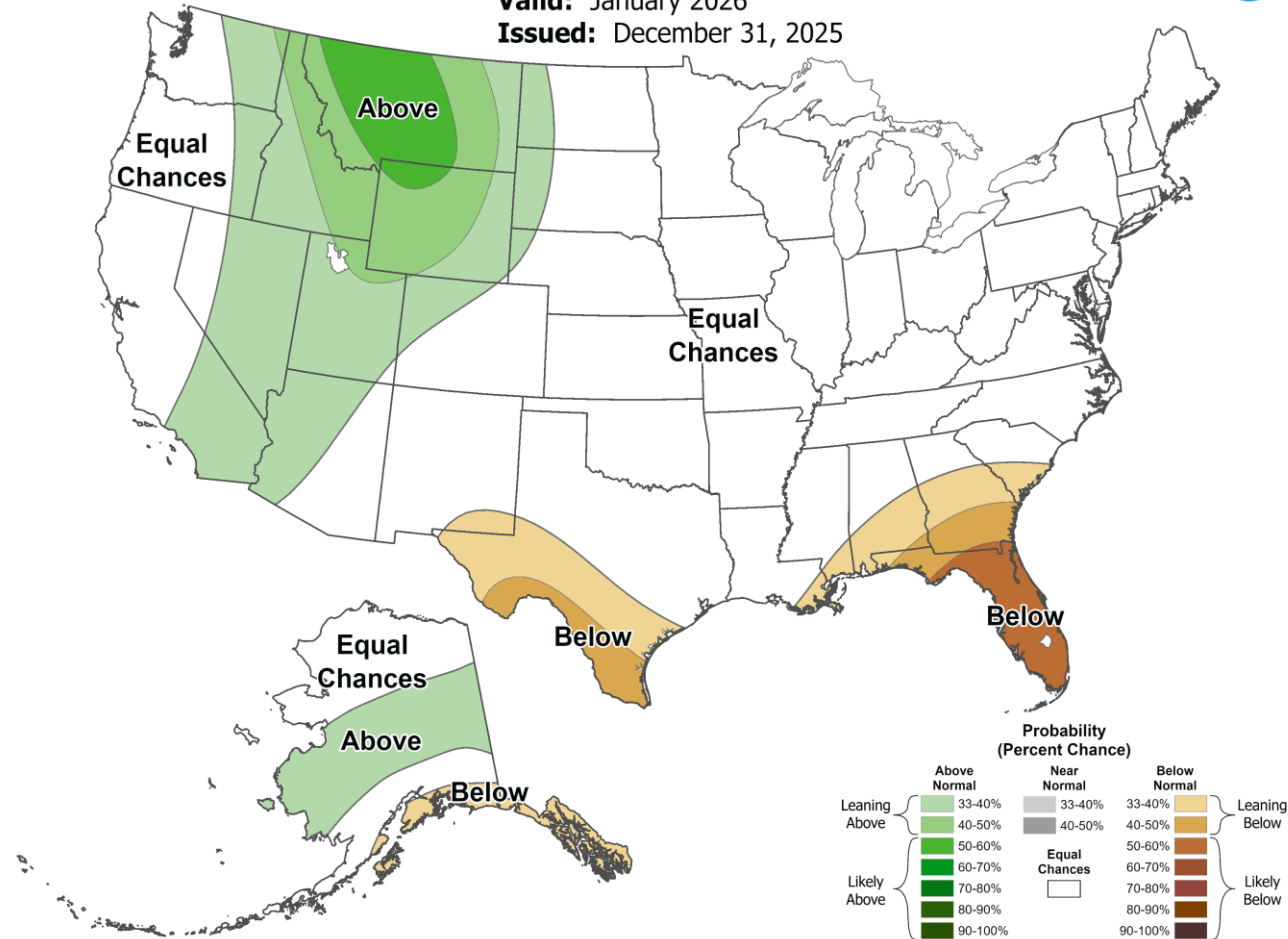 Valid: January 2026
Issued: December 31, 2025
Above
Equal
Chances
Equal
Chances
Below
Below
Equal
Chances
Above
Below
Probability
(Percent Chance)
Above
Normal
Near
Normal
Below
Normal
Leaning
Above
33-40%
40-50%
33-40%
40-50%
33-40%
40-50%
Leaning
Below
Likely
Above
50-60%
60-70%
70-80%
80-90%
90-100%
Equal
Chances
50-60%
60-70%
70-80%
80-90%
90-100%
Likely
Below